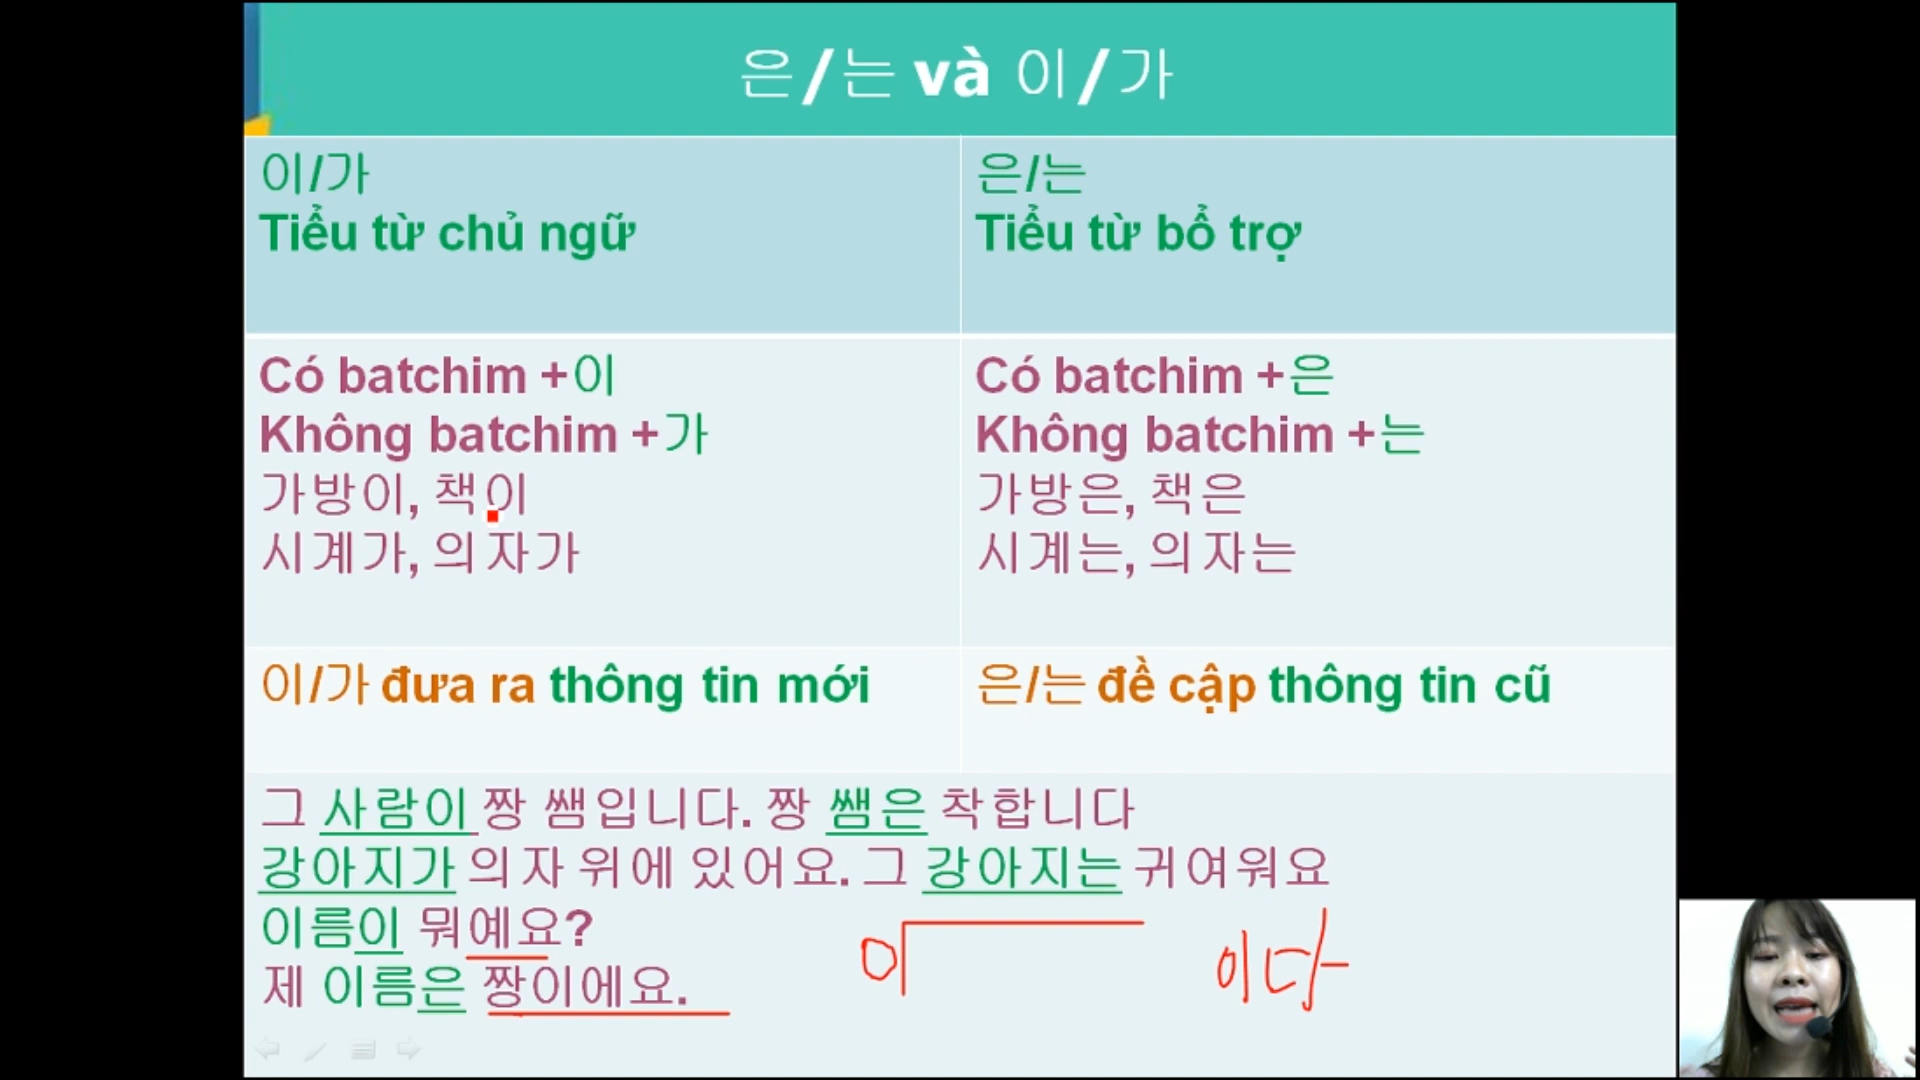 은/는 và 이/가
이/가
Tiểu từ chủ ngữ
은/는
Tiểu từ bổ trợ
Có batchim +이
Không batchim +가
가방이, 책이
시계가, 의자가
Có batchim +은
Không batchim +는
가방은, 책은
시계는, 의자는
이/가 đưa ra thông tin mới
은/는 đề cập thông tin cũ
그 사람이 짱 쌤입니다. 짱 쌤은 착합니다
강아지가 의자 위에 있어요. 그 강아지는 귀여워요
이름이 뭐예요?
제 이름은 짱이에요.
이 이다